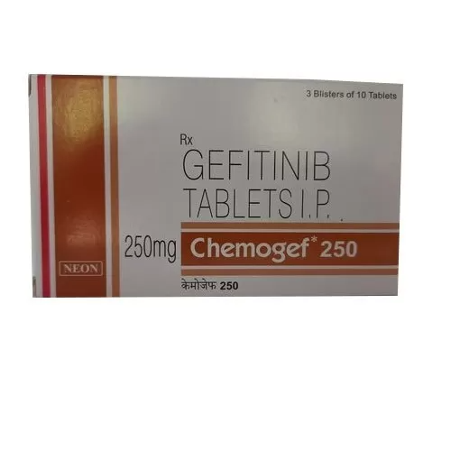 3 Blisters of 10 Tablets
Rx
GEFITINIB
TABLETS I.P.
250mg Chemogef* 250
NEON
केमोजेफ 250